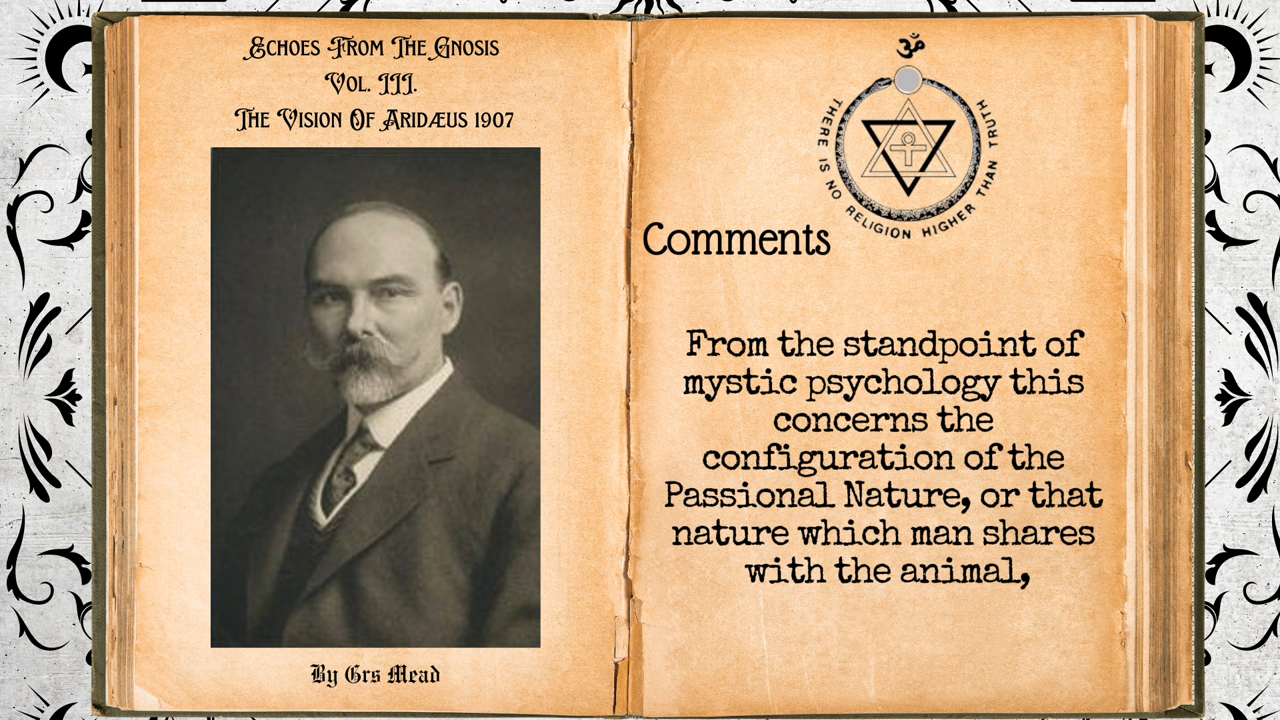 Echoes From The Gnosis
Vol. III.
The Vision Of Aridæus 1907
By Grs Mead
ॐ
THERE IS NO RELIGION HIGHER THAN TRUTH
Comments
From the standpoint of
mystic psychology this
concerns the
configuration of the
Passional Nature, or that
nature which man shares
with the animal,